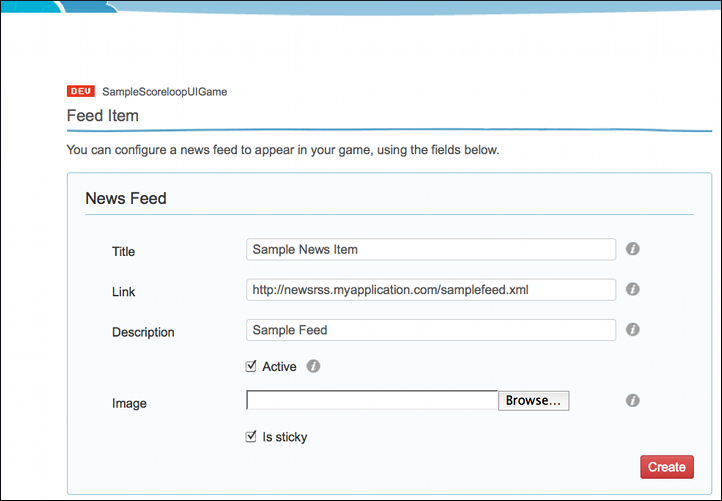 DEV SampleScoreloopUIGame
Feed Item
You can configure a news feed to appear in your game, using the fields below.
News Feed
Title Sample News Item
Link http://newsrss.myapplication.com/samplefeed.xml
Description Sample Feed
Active
Image Browse...
Is sticky
Create